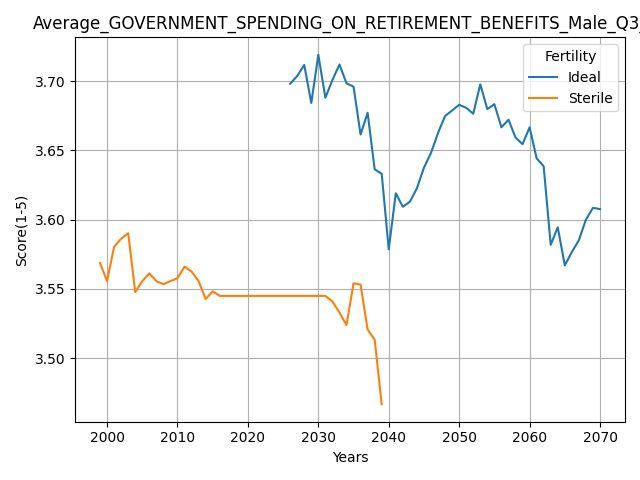 Average_GOVERNMENT_SPENDING_ON_RETIREMENT_BENEFITS_Male_Q3_
Fertility
Ideal
Sterile
Score(1-5)
3.70
3.65
3.60
3.55
3.50
2000 2010 2020 2030 2040 2050 2060 2070
Years